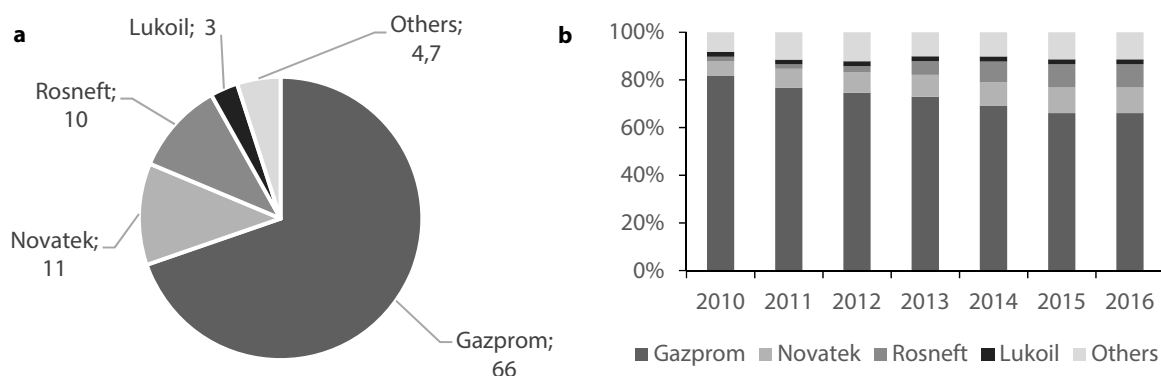 a
Lukoil; 3
Others;
4,7
Rosneft;
10
Novatek;
11
Gazprom;
66
b
100%
80%
60%
40%
20%
0%
2010 2011 2012 2013 2014 2015 2016
Gazprom Novatek Rosneft Lukoil Others